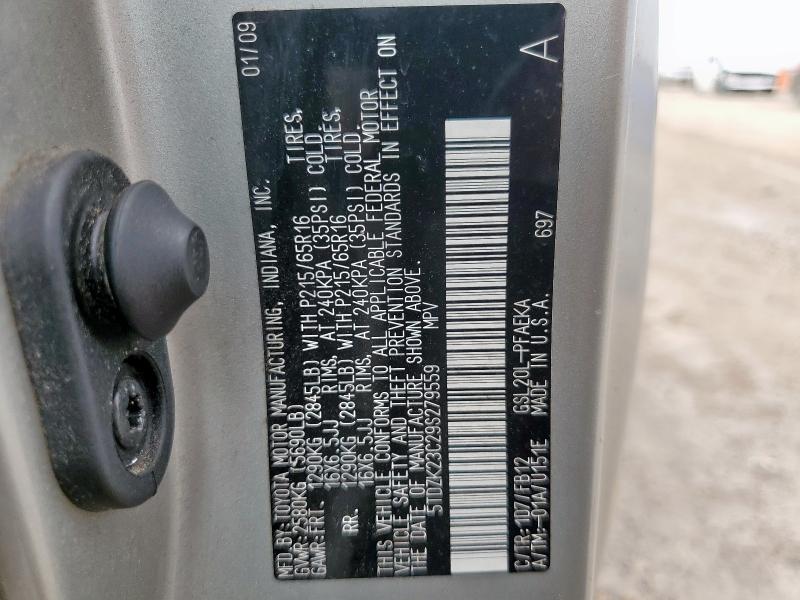 MFD. BY: TOYOTA MOTOR MANUFACTURING, INDIANA, INC. 01/09
GVWR: 2580KG (5690LB)
GAWR: FRT. 1290KG (2845LB) WITH P215/65R16 TIRES,
16X6.5JJ RIMS, AT 240KPA (35PSI) COLD.
RR. 1290KG (2845LB) WITH P215/65R16 TIRES,
16X6.5JJ RIMS, AT 240KPA (35PSI) COLD.
THIS VEHICLE CONFORMS TO ALL APPLICABLE FEDERAL MOTOR
VEHICLE SAFETY AND THEFT PREVENTION STANDARDS IN EFFECT ON
THE DATE OF MANUFACTURE SHOWN ABOVE.
5TDZK23C29S279559 MPV
A
C/TR: 1D7/FB12 GSL20L-PFAEKA 697
A/TM: -01A/U151E MADE IN U.S.A.